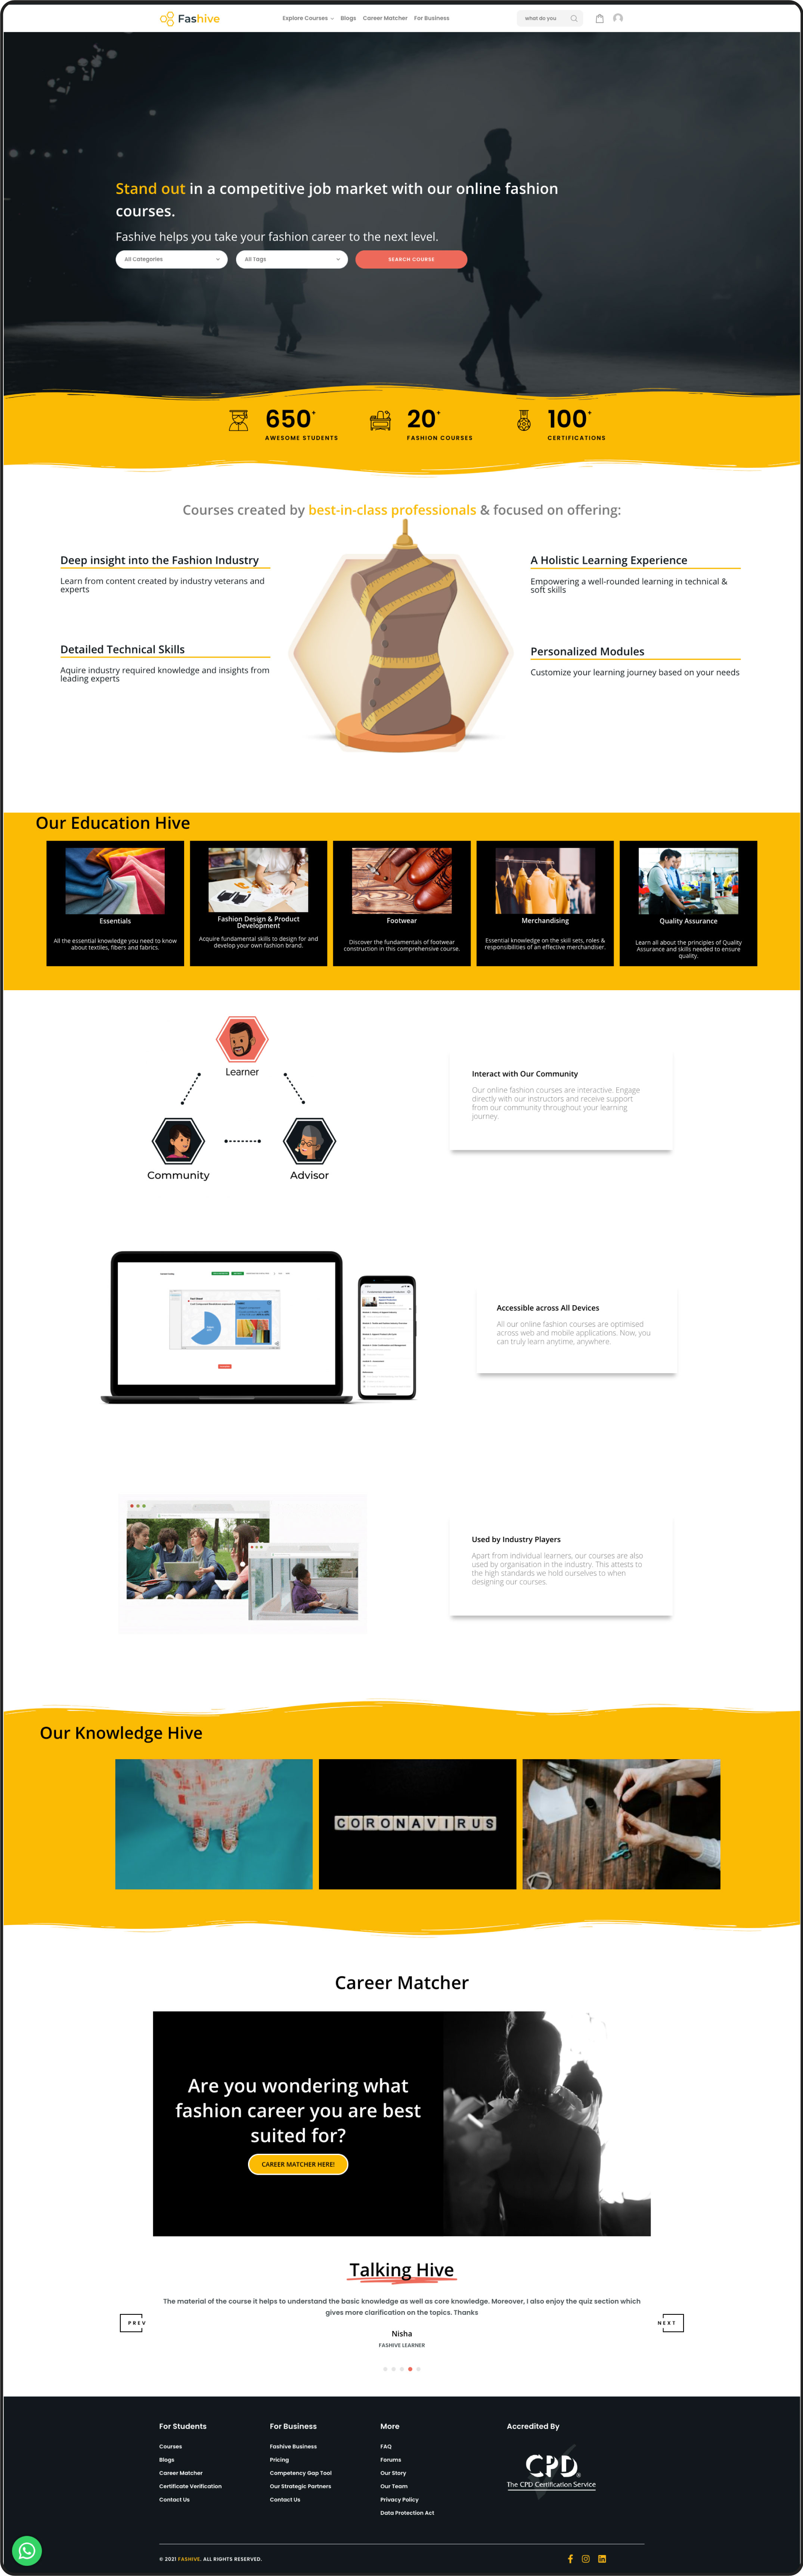 Fashive
Explore Courses
Blogs
Career Matcher
For Business
what do you
Stand out in a competitive job market with our online fashion
courses.
Fashive helps you take your fashion career to the next level.
All Categories
All Tags
SEARCH COURSE
650+
AWESOME STUDENTS
20+
FASHION COURSES
100+
CERTIFICATIONS
Courses created by best-in-class professionals & focused on offering:
Deep insight into the Fashion Industry
Learn from content created by industry veterans and
experts
Detailed Technical Skills
Aquire industry required knowledge and insights from
leading experts
A Holistic Learning Experience
Empowering a well-rounded learning in technical &
soft skills
Personalized Modules
Customize your learning journey based on your needs
Our Education Hive
Essentials
All the essential knowledge you need to know
about textiles, fibers and fabrics.
Fashion Design & Product
Development
Acquire fundamental skills to design for and
develop your own fashion brand.
Footwear
Discover the fundamentals of footwear
construction in this comprehensive course.
Merchandising
Essential knowledge on the skill sets, roles &
responsibilities of an effective merchandiser.
Quality Assurance
Learn all about the principles of Quality
Assurance and skills needed to ensure
quality.
Learner
Community
Advisor
Interact with Our Community
Our online fashion courses are interactive. Engage
directly with our instructors and receive support
from our community throughout your learning
journey.
Accessible across All Devices
All our online fashion courses are optimised
across web and mobile applications. Now, you
can truly learn anytime, anywhere.
Used by Industry Players
Apart from individual learners, our courses are also
used by organisation in the industry. This attests to
the high standards we hold ourselves to when
designing our courses.
Our Knowledge Hive
CORONAVIRUS
Career Matcher
Are you wondering what
fashion career you are best
suited for?
CAREER MATCHER HERE!
Talking Hive
The material of the course it helps to understand the basic knowledge as well as core knowledge. Moreover, I also enjoy the quiz section which
gives more clarification on the topics. Thanks
PREV
NEXT
Nisha
FASHIVE LEARNER
For Students
Courses
Blogs
Career Matcher
Certificate Verification
Contact Us
For Business
Fashive Business
Pricing
Competency Gap Tool
Our Strategic Partners
Contact Us
More
FAQ
Forums
Our Story
Our Team
Privacy Policy
Data Protection Act
Accredited By
CPD
The CPD Certification Service
© 2021 FASHIVE. ALL RIGHTS RESERVED.